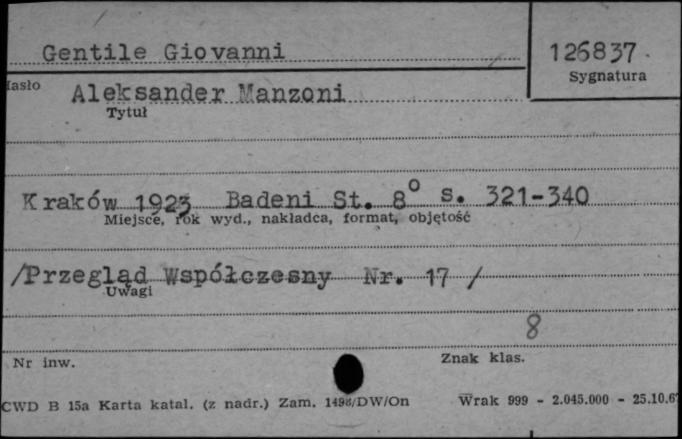 Gentile Giovanni
126837
Sygnatura
Hasło
Aleksander Manzoni
Tytuł
Kraków 1923 Badeni St. 8° s. 321-340
Miejsce, rok wyd., nakładca, format, objętość
/Przegląd Współczesny Nr. 17 /
Uwagi
8
Nr inw.
Znak klas.
CWD B 15a Karta katal. (z nadr.) Zam. 1498/DW/On
Wrak 999 - 2.045.000 - 25.10.6